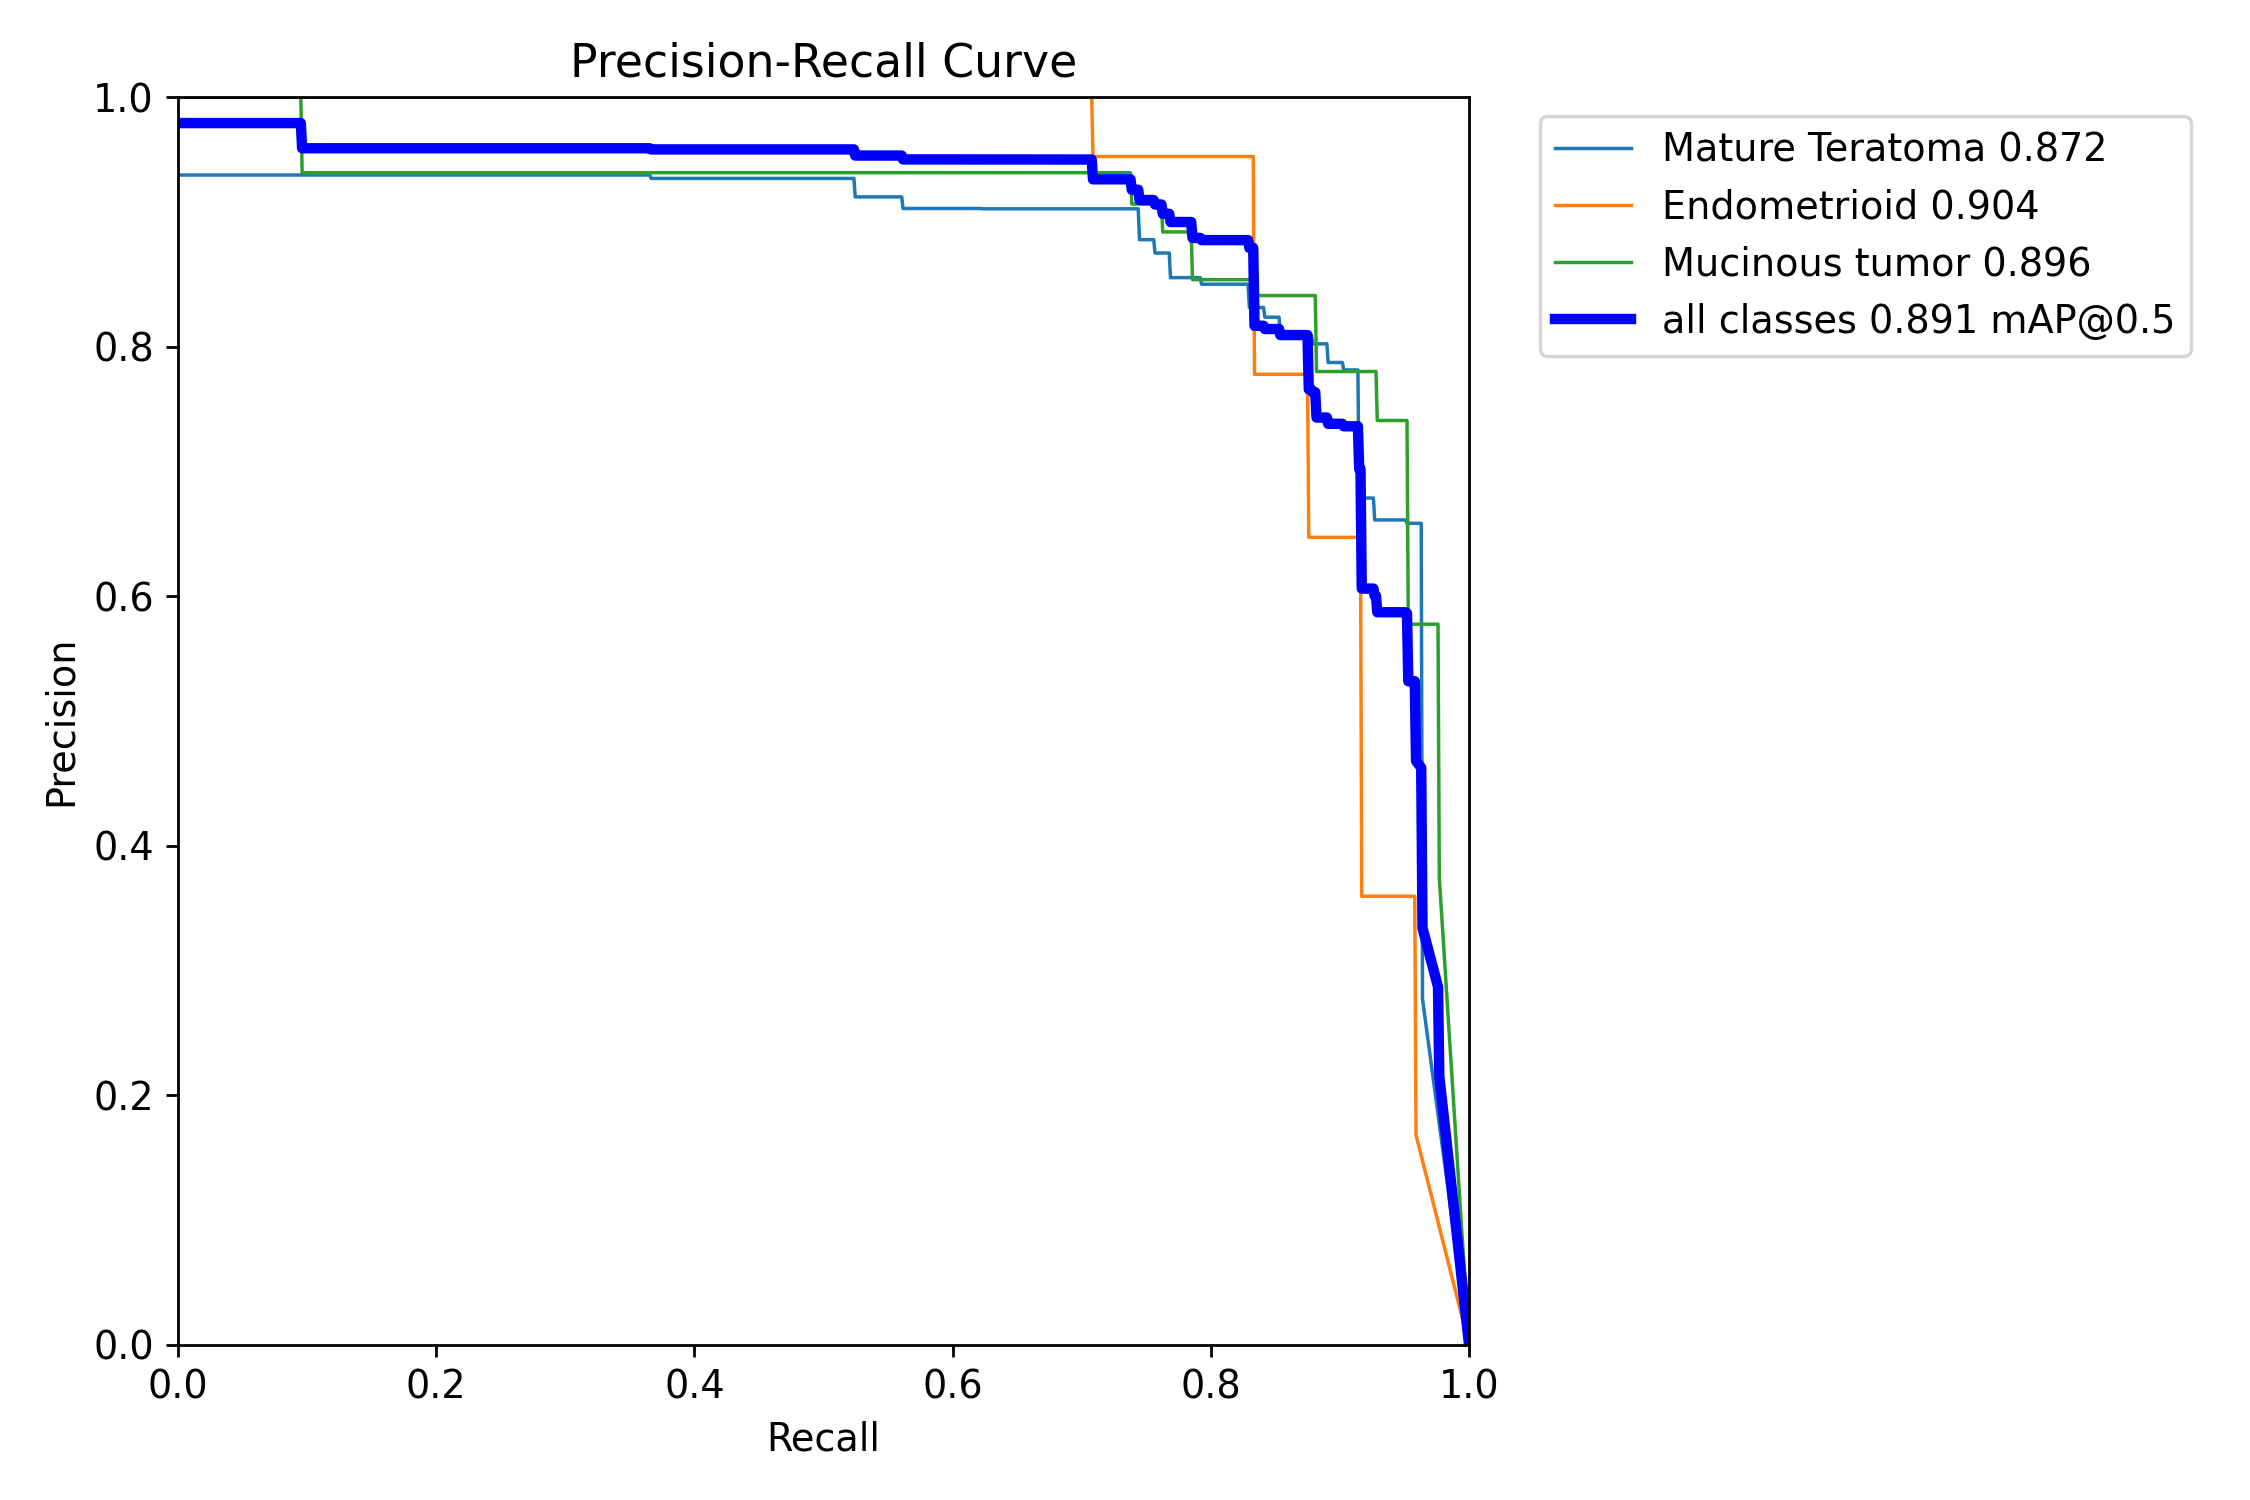 Precision-Recall Curve
1.0
0.8
0.6
0.4
0.2
0.0
Precision
0.0 0.2 0.4 0.6 0.8 1.0
Recall
Mature Teratoma 0.872
Endometrioid 0.904
Mucinous tumor 0.896
all classes 0.891 mAP@0.5